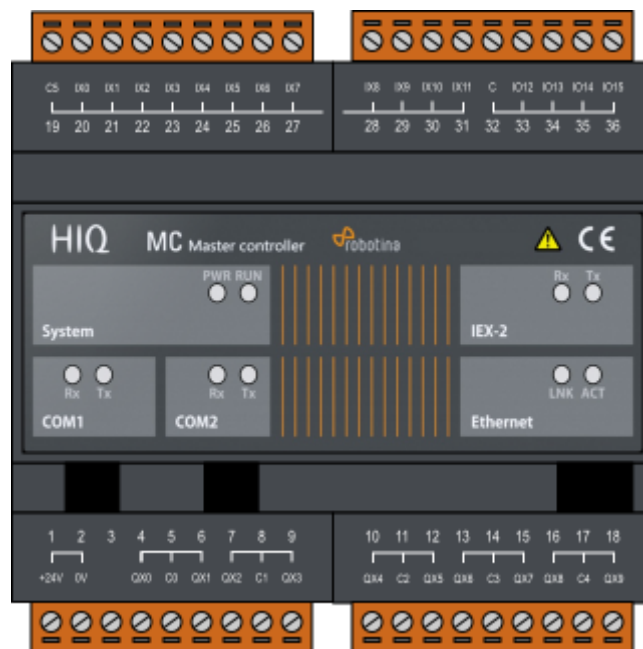 CS IX0 IX1 IX2 IX3 IX4 IX5 IX6 IX7
19 20 21 22 23 24 25 26 27
IX8 IX9 IX10 IX11 C IO12 IO13 IO14 IO15
28 29 30 31 32 33 34 35 36
HIQ MC Master controller robotina CE
PWR RUN
System
Rx Tx
IEX-2
Rx Tx
COM1
Rx Tx
COM2
LNK ACT
Ethernet
1 2 3 4 5 6 7 8 9
+24V 0V QX0 C0 QX1 QX2 C1 QX3
10 11 12 13 14 15 16 17 18
QX4 C2 QX5 QX6 C3 QX7 QX8 C4 QX9